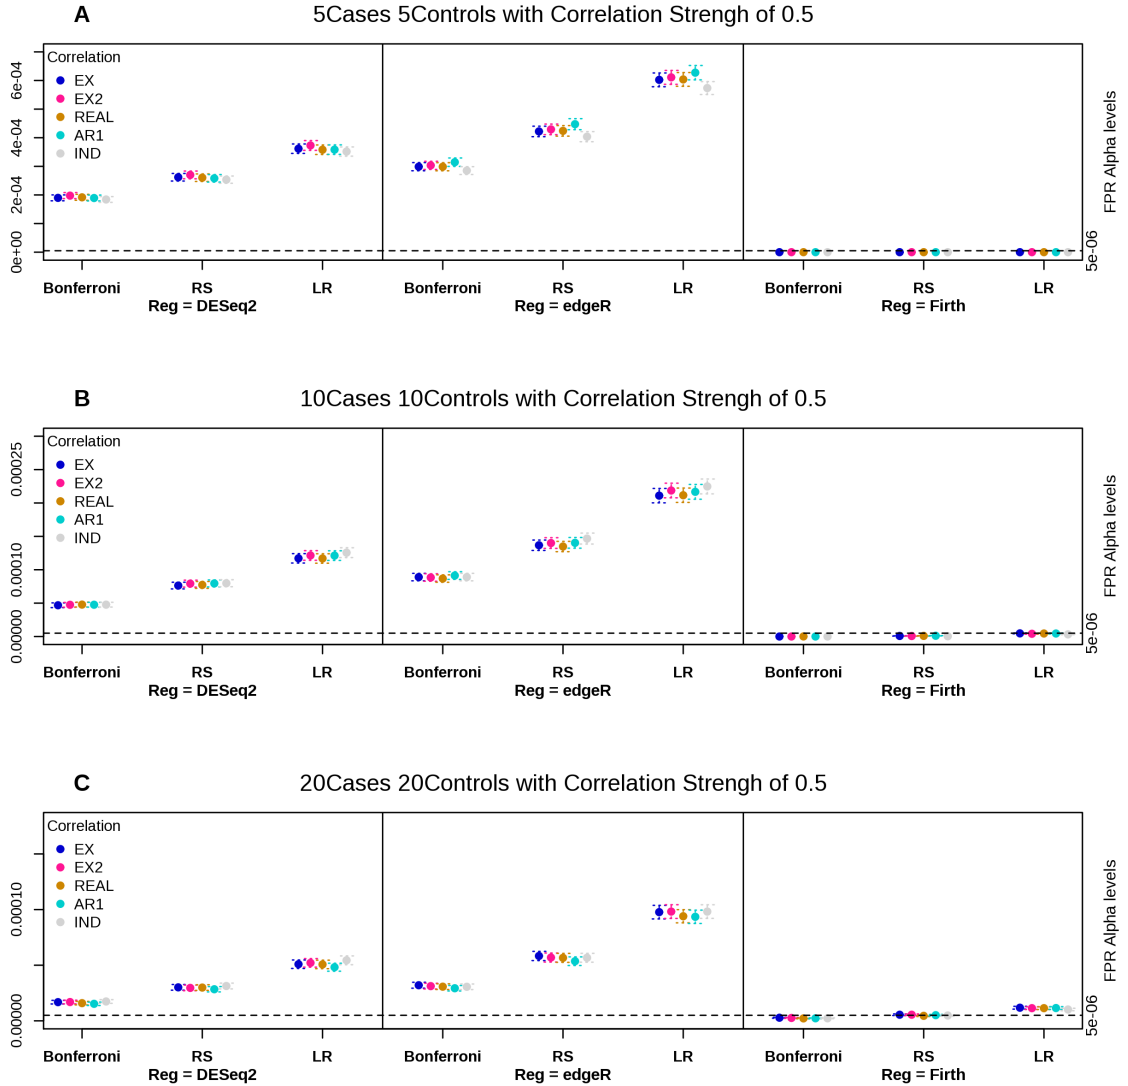 A 5Cases 5Controls with Correlation Strengh of 0.5
Correlation
EX
EX2
REAL
AR1
IND
6e-04
4e-04
2e-04
0e+00
FPR Alpha levels
5e-06
Bonferroni RS LR Bonferroni RS LR Bonferroni RS LR
Reg = DESeq2 Reg = edgeR Reg = Firth
B 10Cases 10Controls with Correlation Strengh of 0.5
Correlation
EX
EX2
REAL
AR1
IND
0.00025
0.00010
0.00000
FPR Alpha levels
5e-06
Bonferroni RS LR Bonferroni RS LR Bonferroni RS LR
Reg = DESeq2 Reg = edgeR Reg = Firth
C 20Cases 20Controls with Correlation Strengh of 0.5
Correlation
EX
EX2
REAL
AR1
IND
0.00010
0.00000
FPR Alpha levels
5e-06
Bonferroni RS LR Bonferroni RS LR Bonferroni RS LR
Reg = DESeq2 Reg = edgeR Reg = Firth